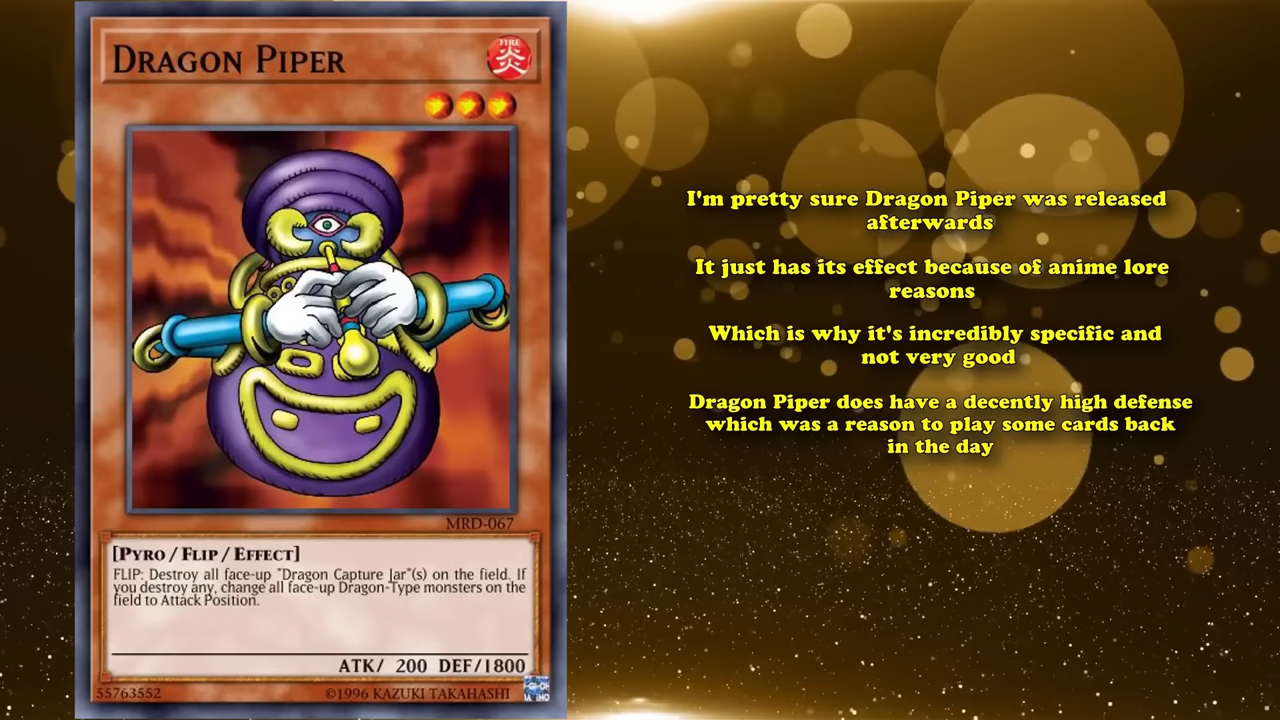 DRAGON PIPER
FIRE
炎
MRD-067
[PYRO / FLIP / EFFECT]
FLIP: Destroy all face-up "Dragon Capture Jar"(s) on the field. If
you destroy any, change all face-up Dragon-Type monsters on the
field to Attack Position.
ATK/ 200 DEF/1800
55763552
©1996 KAZUKI TAKAHASHI
I'm pretty sure Dragon Piper was released
afterwards
It just has its effect because of anime lore
reasons
Which is why it's incredibly specific and
not very good
Dragon Piper does have a decently high defense
which was a reason to play some cards back
in the day